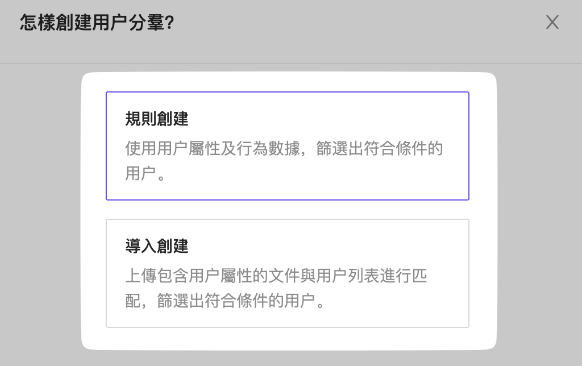 怎樣創建用户分羣?
規則創建
使用用户屬性及行為數據，篩選出符合條件的
用户。
導入創建
上傳包含用户屬性的文件與用户列表進行匹
配，篩選出符合條件的用户。